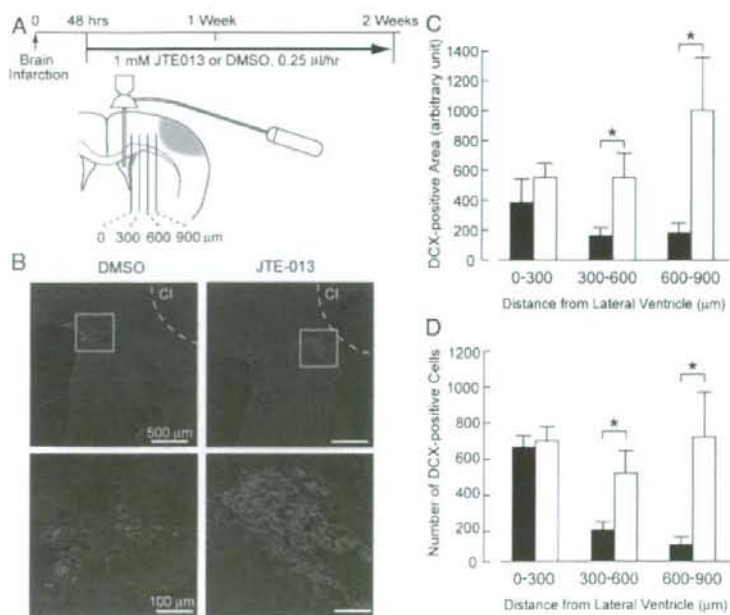 A
0 48 hrs 1 Week 2 Weeks
Brain Infarction
1 mM JTE013 or DMSO, 0.25 µl/hr
0 300 600 900 µm
B
DMSO JTE-013
CI CI
500 µm
100 µm
C
DCX-positive Area (arbitrary unit)
1400
1200
1000
800
600
400
200
0
* *
0-300 300-600 600-900
Distance from Lateral Ventricle (µm)
D
Number of DCX-positive Cells
1200
1000
800
600
400
200
0
* *
0-300 300-600 600-900
Distance from Lateral Ventricle (µm)